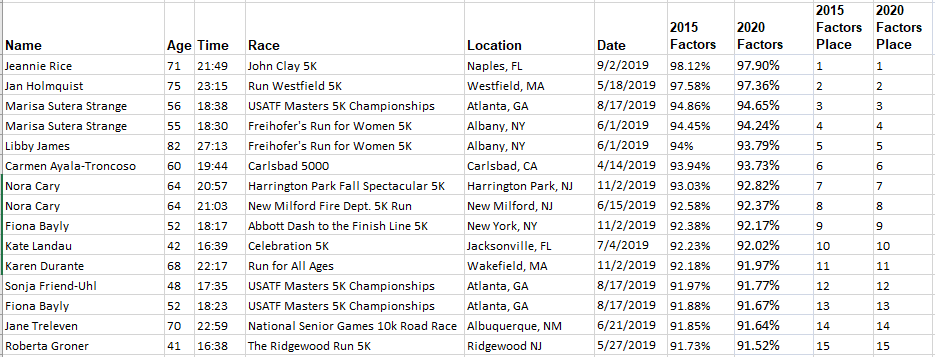 Name Age Time Race Location Date 2015 Factors 2020 Factors 2015 Factors Place 2020 Factors Place
Jeannie Rice 71 21:49 John Clay 5K Naples, FL 9/2/2019 98.12% 97.90% 1 1
Jan Holmquist 75 23:15 Run Westfield 5K Westfield, MA 5/18/2019 97.58% 97.36% 2 2
Marisa Sutera Strange 56 18:38 USATF Masters 5K Championships Atlanta, GA 8/17/2019 94.86% 94.65% 3 3
Marisa Sutera Strange 55 18:30 Freihofer's Run for Women 5K Albany, NY 6/1/2019 94.45% 94.24% 4 4
Libby James 82 27:13 Freihofer's Run for Women 5K Albany, NY 6/1/2019 94% 93.79% 5 5
Carmen Ayala-Troncoso 60 19:44 Carlsbad 5000 Carlsbad, CA 4/14/2019 93.94% 93.73% 6 6
Nora Cary 64 20:57 Harrington Park Fall Spectacular 5K Harrington Park, NJ 11/2/2019 93.03% 92.82% 7 7
Nora Cary 64 21:03 New Milford Fire Dept. 5K Run New Milford, NJ 6/15/2019 92.58% 92.37% 8 8
Fiona Bayly 52 18:17 Abbott Dash to the Finish Line 5K New York, NY 11/2/2019 92.38% 92.17% 9 9
Kate Landau 42 16:39 Celebration 5K Jacksonville, FL 7/4/2019 92.23% 92.02% 10 10
Karen Durante 68 22:17 Run for All Ages Wakefield, MA 11/2/2019 92.18% 91.97% 11 11
Sonja Friend-Uhl 48 17:35 USATF Masters 5K Championships Atlanta, GA 8/17/2019 91.97% 91.77% 12 12
Fiona Bayly 52 18:23 USATF Masters 5K Championships Atlanta, GA 8/17/2019 91.88% 91.67% 13 13
Jane Treleven 70 22:59 National Senior Games 10k Road Race Albuquerque, NM 6/21/2019 91.85% 91.64% 14 14
Roberta Groner 41 16:38 The Ridgewood Run 5K Ridgewood NJ 5/27/2019 91.73% 91.52% 15 15